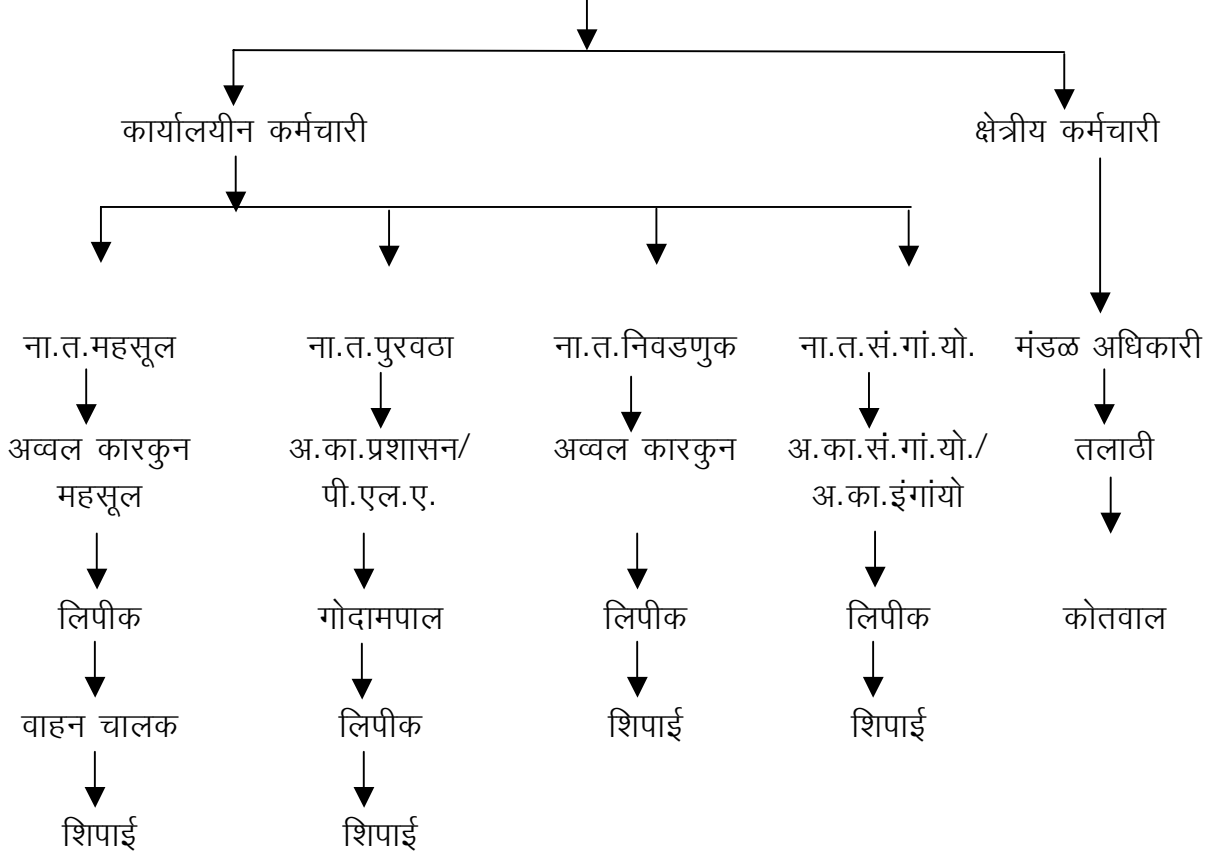 कार्यालयीन कर्मचारी
क्षेत्रीय कर्मचारी
ना.त.महसूल
ना.त.पुरवठा
ना.त.निवडणुक
ना.त.सं.गां.यो.
मंडळ अधिकारी
अव्वल कारकुन
महसूल
अ.का.प्रशासन/
पी.एल.ए.
अव्वल कारकुन
अ.का.सं.गां.यो./
अ.का.इंगांयो
तलाठी
लिपीक
गोदामपाल
लिपीक
लिपीक
कोतवाल
वाहन चालक
लिपीक
शिपाई
शिपाई
शिपाई
शिपाई